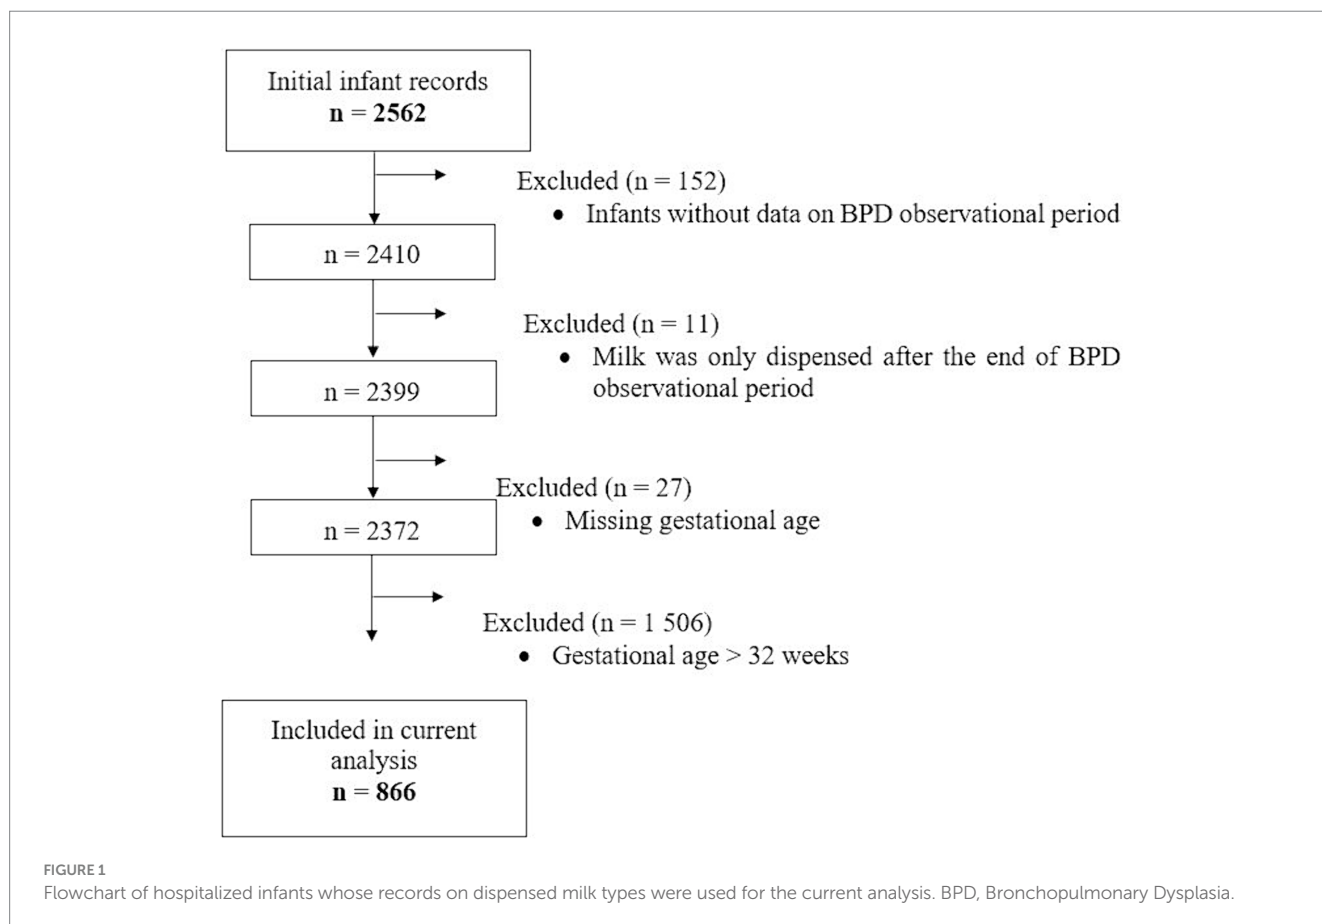 Initial infant records
n = 2562
Excluded (n = 152)
• Infants without data on BPD observational period
n = 2410
Excluded (n = 11)
• Milk was only dispensed after the end of BPD
observational period
n = 2399
Excluded (n = 27)
• Missing gestational age
n = 2372
Excluded (n = 1 506)
• Gestational age > 32 weeks
Included in current
analysis
n = 866
FIGURE 1
Flowchart of hospitalized infants whose records on dispensed milk types were used for the current analysis. BPD, Bronchopulmonary Dysplasia.